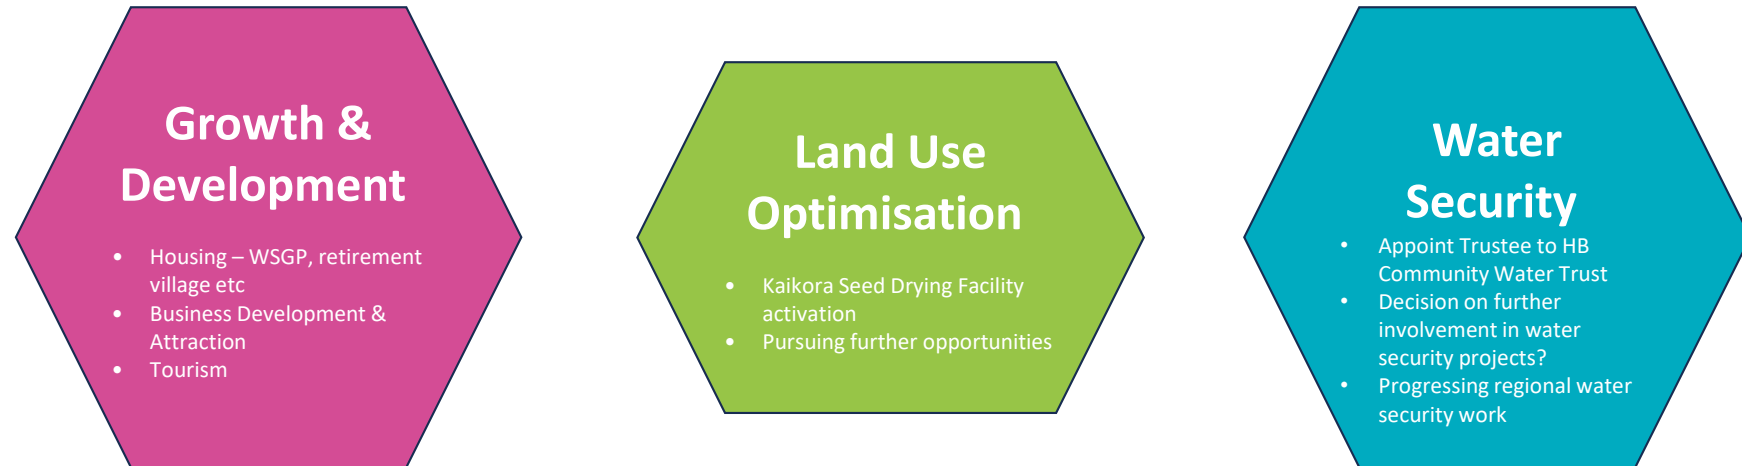 Growth &
Development
• Housing – WSGP, retirement
village etc
• Business Development &
Attraction
• Tourism
Land Use
Optimisation
• Kaikora Seed Drying Facility
activation
• Pursuing further opportunities
Water
Security
• Appoint Trustee to HB
Community Water Trust
• Decision on further
involvement in water
security projects?
• Progressing regional water
security work